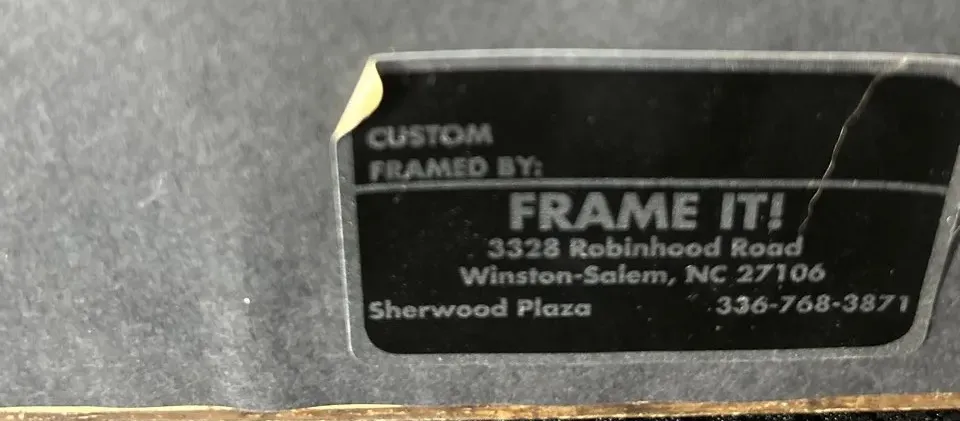 CUSTOM
FRAMED BY:
FRAME IT!
3328 Robinhood Road
Winston-Salem, NC 27106
Sherwood Plaza 336-768-3871